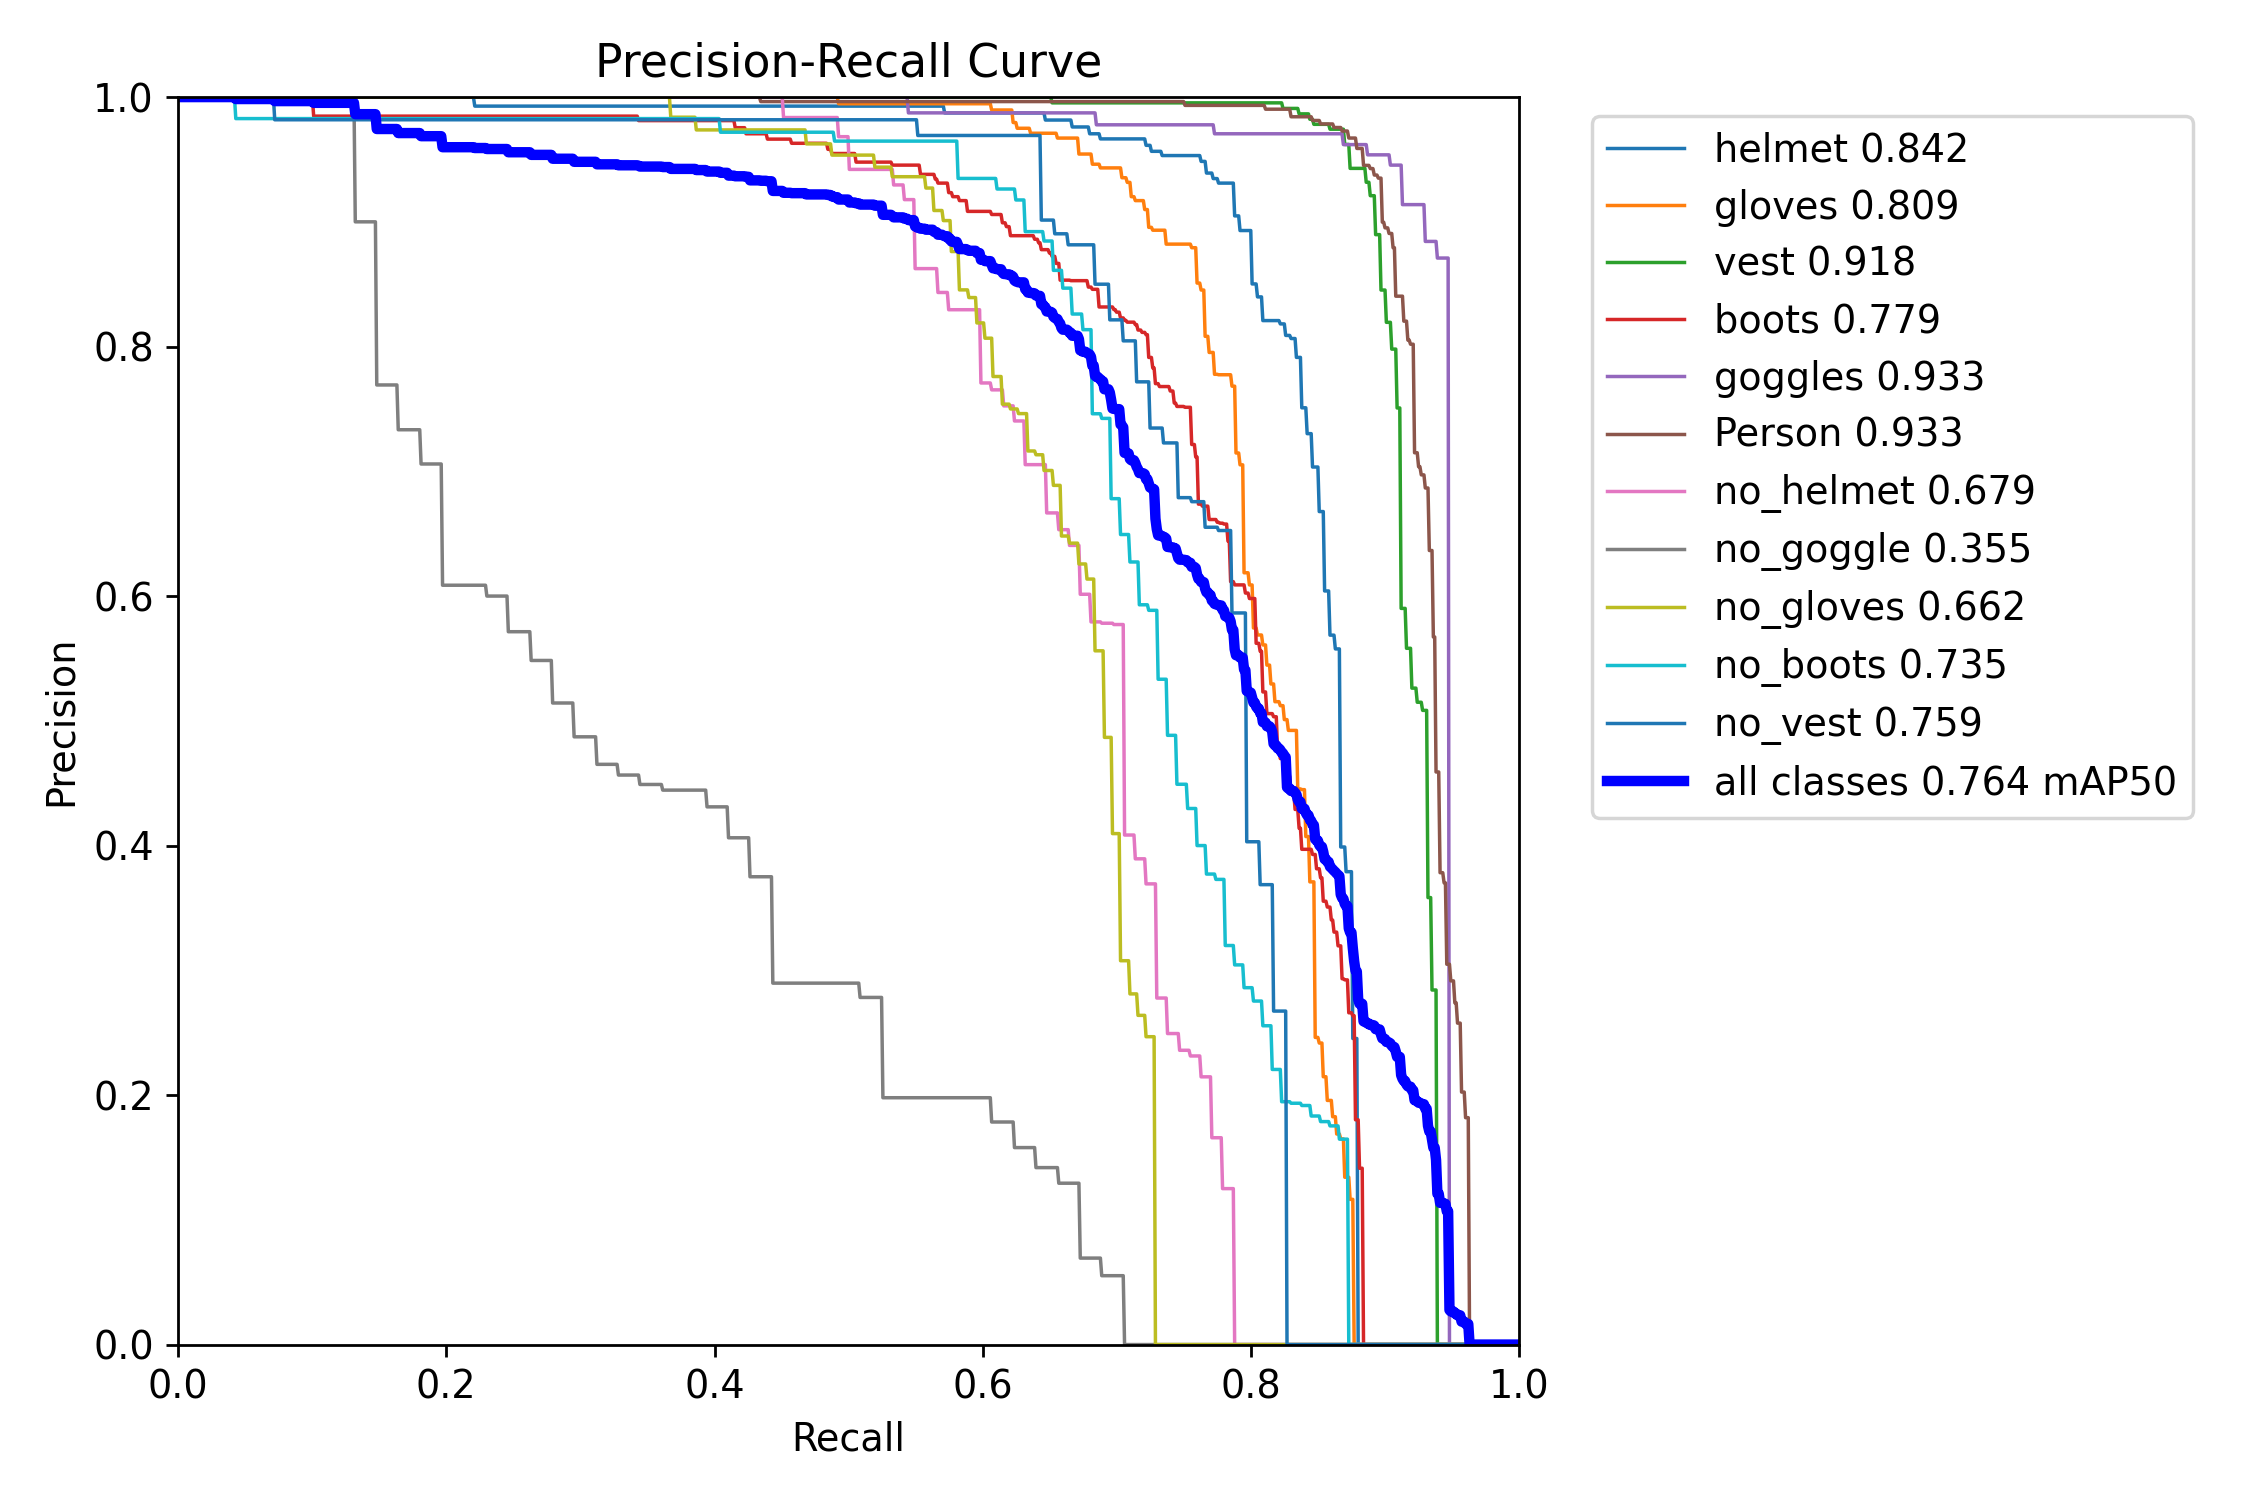 Precision-Recall Curve
1.0
0.8
0.6
0.4
0.2
0.0
Precision
0.0 0.2 0.4 0.6 0.8 1.0
Recall
helmet 0.842
gloves 0.809
vest 0.918
boots 0.779
goggles 0.933
Person 0.933
no_helmet 0.679
no_goggle 0.355
no_gloves 0.662
no_boots 0.735
no_vest 0.759
all classes 0.764 mAP50